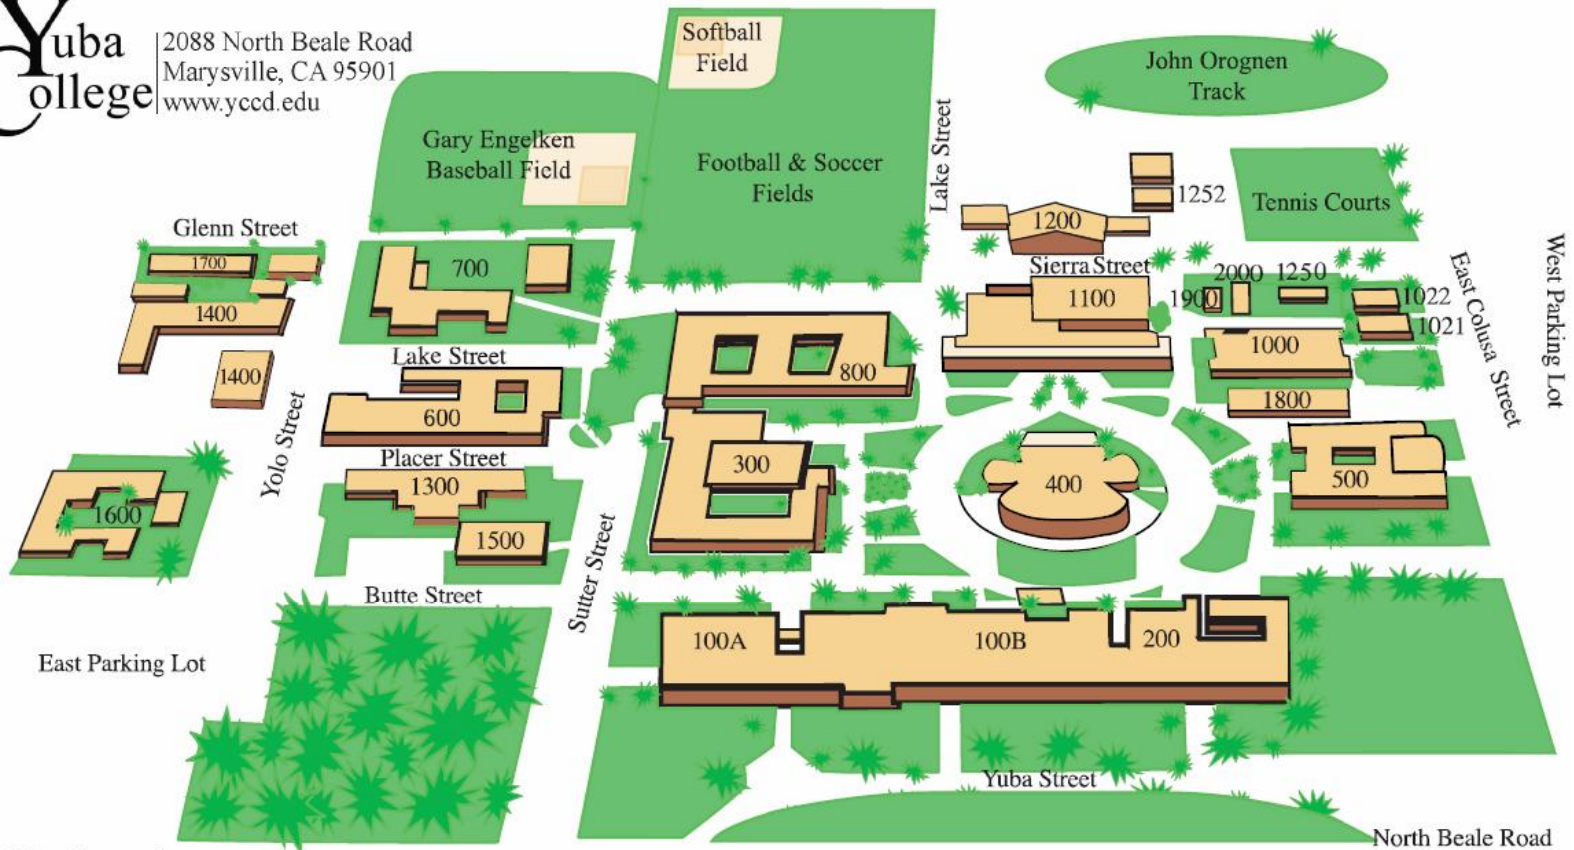 Yuba
College
2088 North Beale Road
Marysville, CA 95901
www.yccd.edu
Softball
Field
John Orognen
Track
Gary Engelken
Baseball Field
Football & Soccer
Fields
Lake Street
1252
Tennis Courts
Glenn Street
1200
1700
700
Sierra Street
2000
1250
1100
1900
1022
1021
East Colusa Street
West Parking Lot
1400
Lake Street
800
1000
1400
600
1800
Yolo Street
Placer Street
300
400
500
1300
1600
1500
Sutter Street
Butte Street
100A
100B
200
East Parking Lot
Yuba Street
North Beale Road